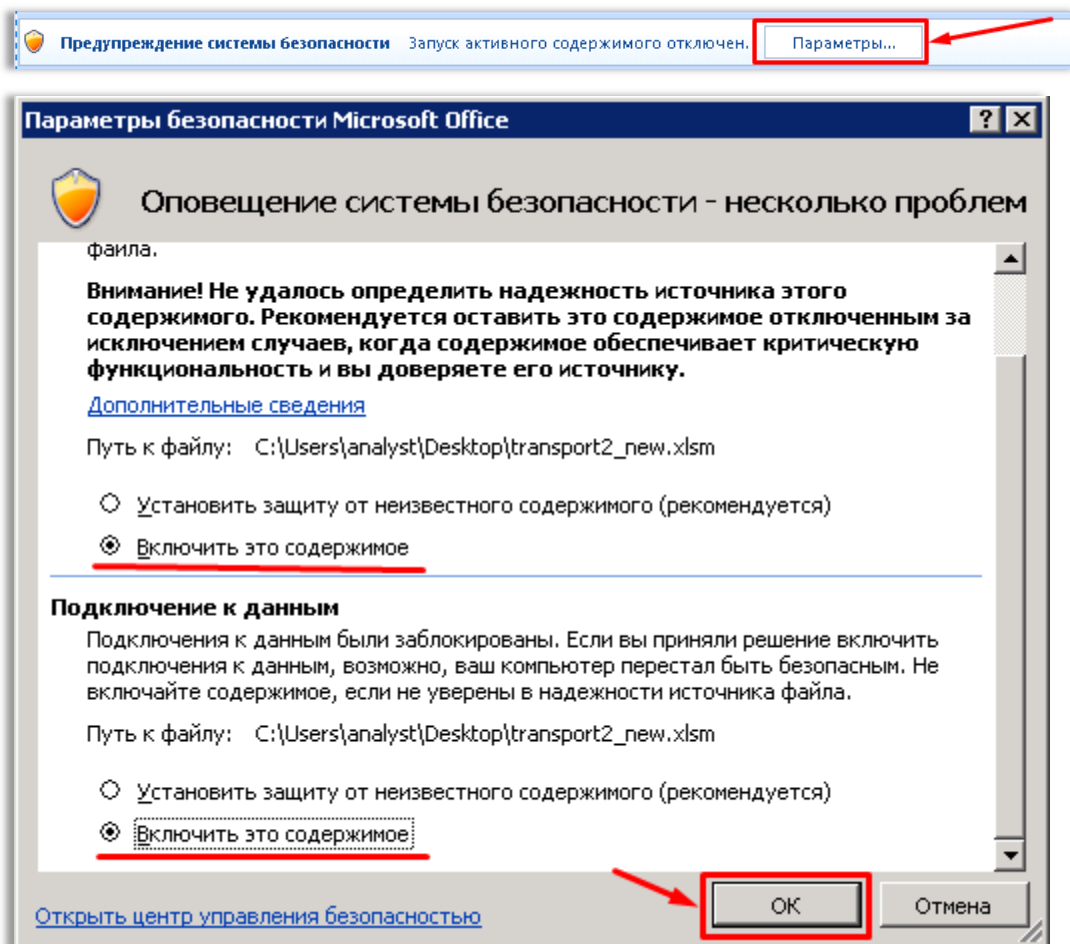 Предупреждение системы безопасности Запуск активного содержимого отключен. Параметры...
Параметры безопасности Microsoft Office
Оповещение системы безопасности - несколько проблем
файла.
Внимание! Не удалось определить надежность источника этого
содержимого. Рекомендуется оставить это содержимое отключенным за
исключением случаев, когда содержимое обеспечивает критическую
функциональность и вы доверяете его источнику.
Дополнительные сведения
Путь к файлу: C:\Users\analyst\Desktop\transport2_new.xlsm
Установить защиту от неизвестного содержимого (рекомендуется)
Включить это содержимое
Подключение к данным
Подключения к данным были заблокированы. Если вы приняли решение включить
подключения к данным, возможно, ваш компьютер перестал быть безопасным. Не
включайте содержимое, если не уверены в надежности источника файла.
Путь к файлу: C:\Users\analyst\Desktop\transport2_new.xlsm
Установить защиту от неизвестного содержимого (рекомендуется)
Включить это содержимое
Открыть центр управления безопасностью ОК Отмена